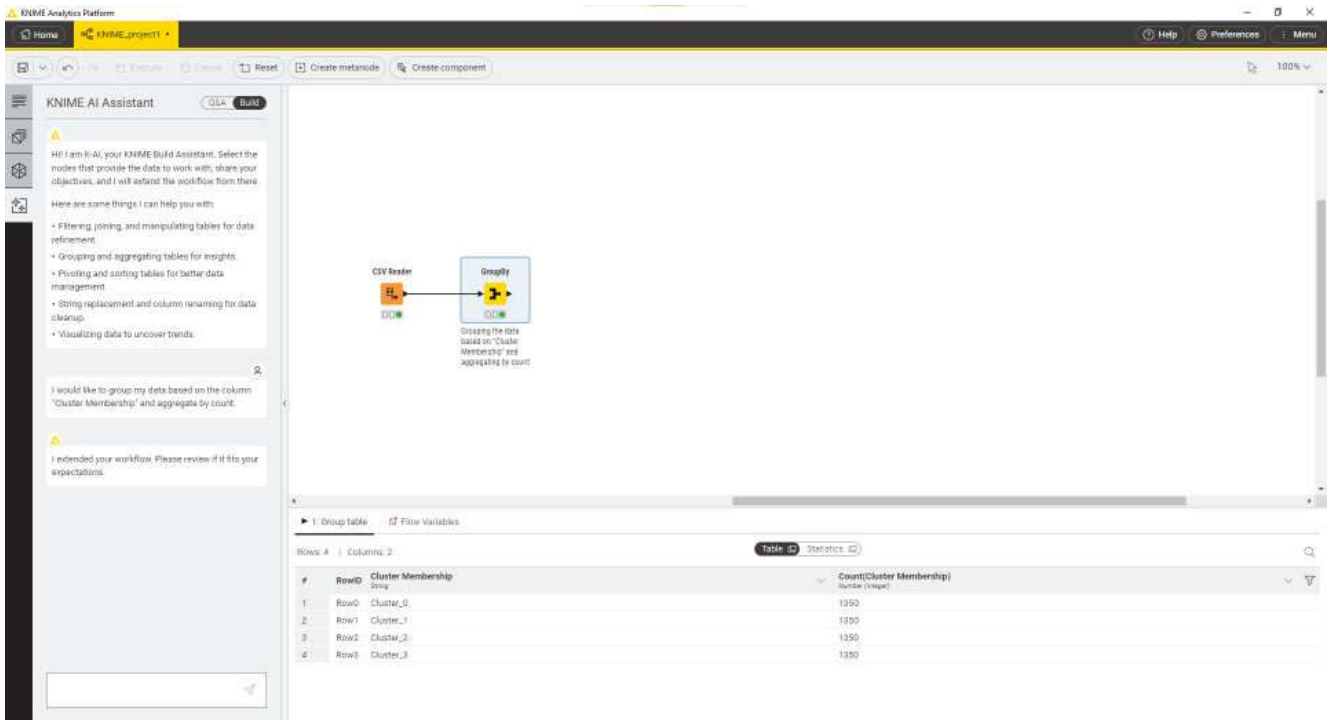 KNIME Analytics Platform
Home
KNIME_project1
Help
Preferences
Menu
Execute
Cancel
Reset
Create metanode
Create component
100%
KNIME AI Assistant
Q&A
Build
Hi! I am K-AI, your KNIME Build Assistant. Select the
nodes that provide the data to work with, share your
objectives, and I will extend the workflow from there.
Here are some things I can help you with:
• Filtering, joining, and manipulating tables for data
refinement.
• Grouping and aggregating tables for insights.
• Pivoting and sorting tables for better data
management.
• String replacement and column renaming for data
cleanup.
• Visualizing data to uncover trends.
I would like to group my data based on the column
"Cluster Membership" and aggregate by count.
I extended your workflow. Please review if it fits your
expectations.
CSV Reader
GroupBy
Grouping the data
based on "Cluster
Membership" and
aggregating by count
1: Group table
Flow Variables
Rows: 4 | Columns: 2
Table
Statistics
# RowID Cluster Membership Count(Cluster Membership)
String Number (Integer)
1 Row0 Cluster_0 1350
2 Row1 Cluster_1 1350
3 Row2 Cluster_2 1350
4 Row3 Cluster_3 1350